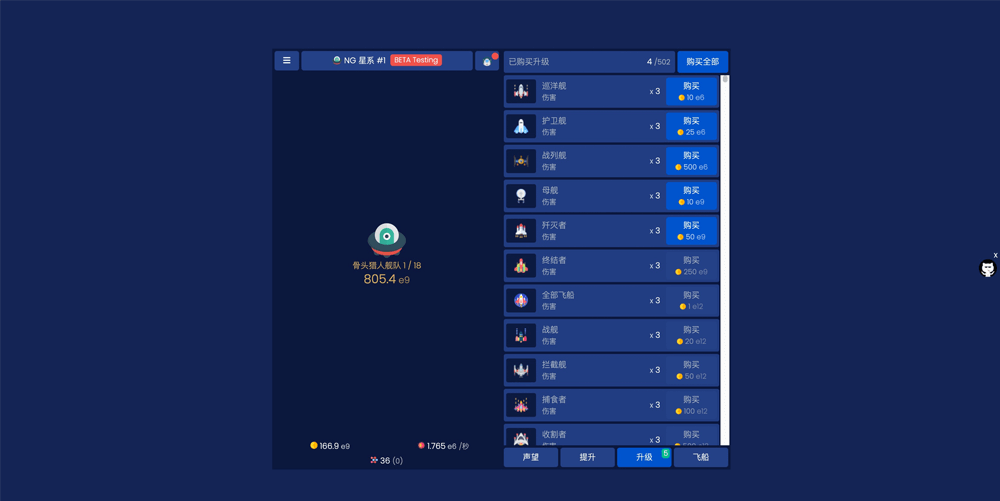 NG 星系 #1 BETA Testing
骨头猎人舰队 1 / 18
805.4 e9
166.9 e9
1.765 e6 /秒
36 (0)
已购买升级 4 /502 购买全部
巡洋舰 伤害 x 3 购买 10 e6
护卫舰 伤害 x 3 购买 25 e6
战列舰 伤害 x 3 购买 500 e6
母舰 伤害 x 3 购买 10 e9
歼灭者 伤害 x 3 购买 50 e9
终结者 伤害 x 3 购买 250 e9
全部飞船 伤害 x 3 购买 1 e12
战舰 伤害 x 3 购买 20 e12
拦截舰 伤害 x 3 购买 50 e12
捕食者 伤害 x 3 购买 100 e12
收割者 伤害 x 3 购买
声望 提升 升级 5 飞船
x